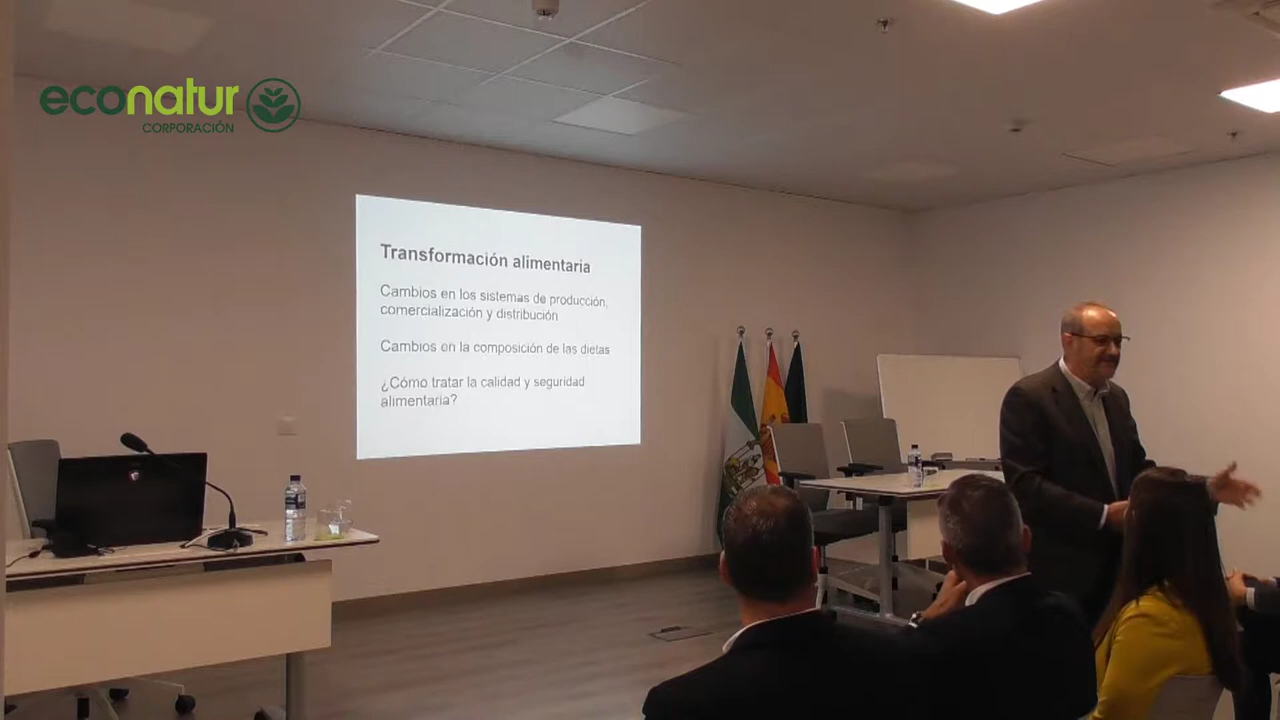 econatur
CORPORACIÓN
Transformación alimentaria
Cambios en los sistemas de producción,
comercialización y distribución
Cambios en la composición de las dietas
¿Cómo tratar la calidad y seguridad
alimentaria?